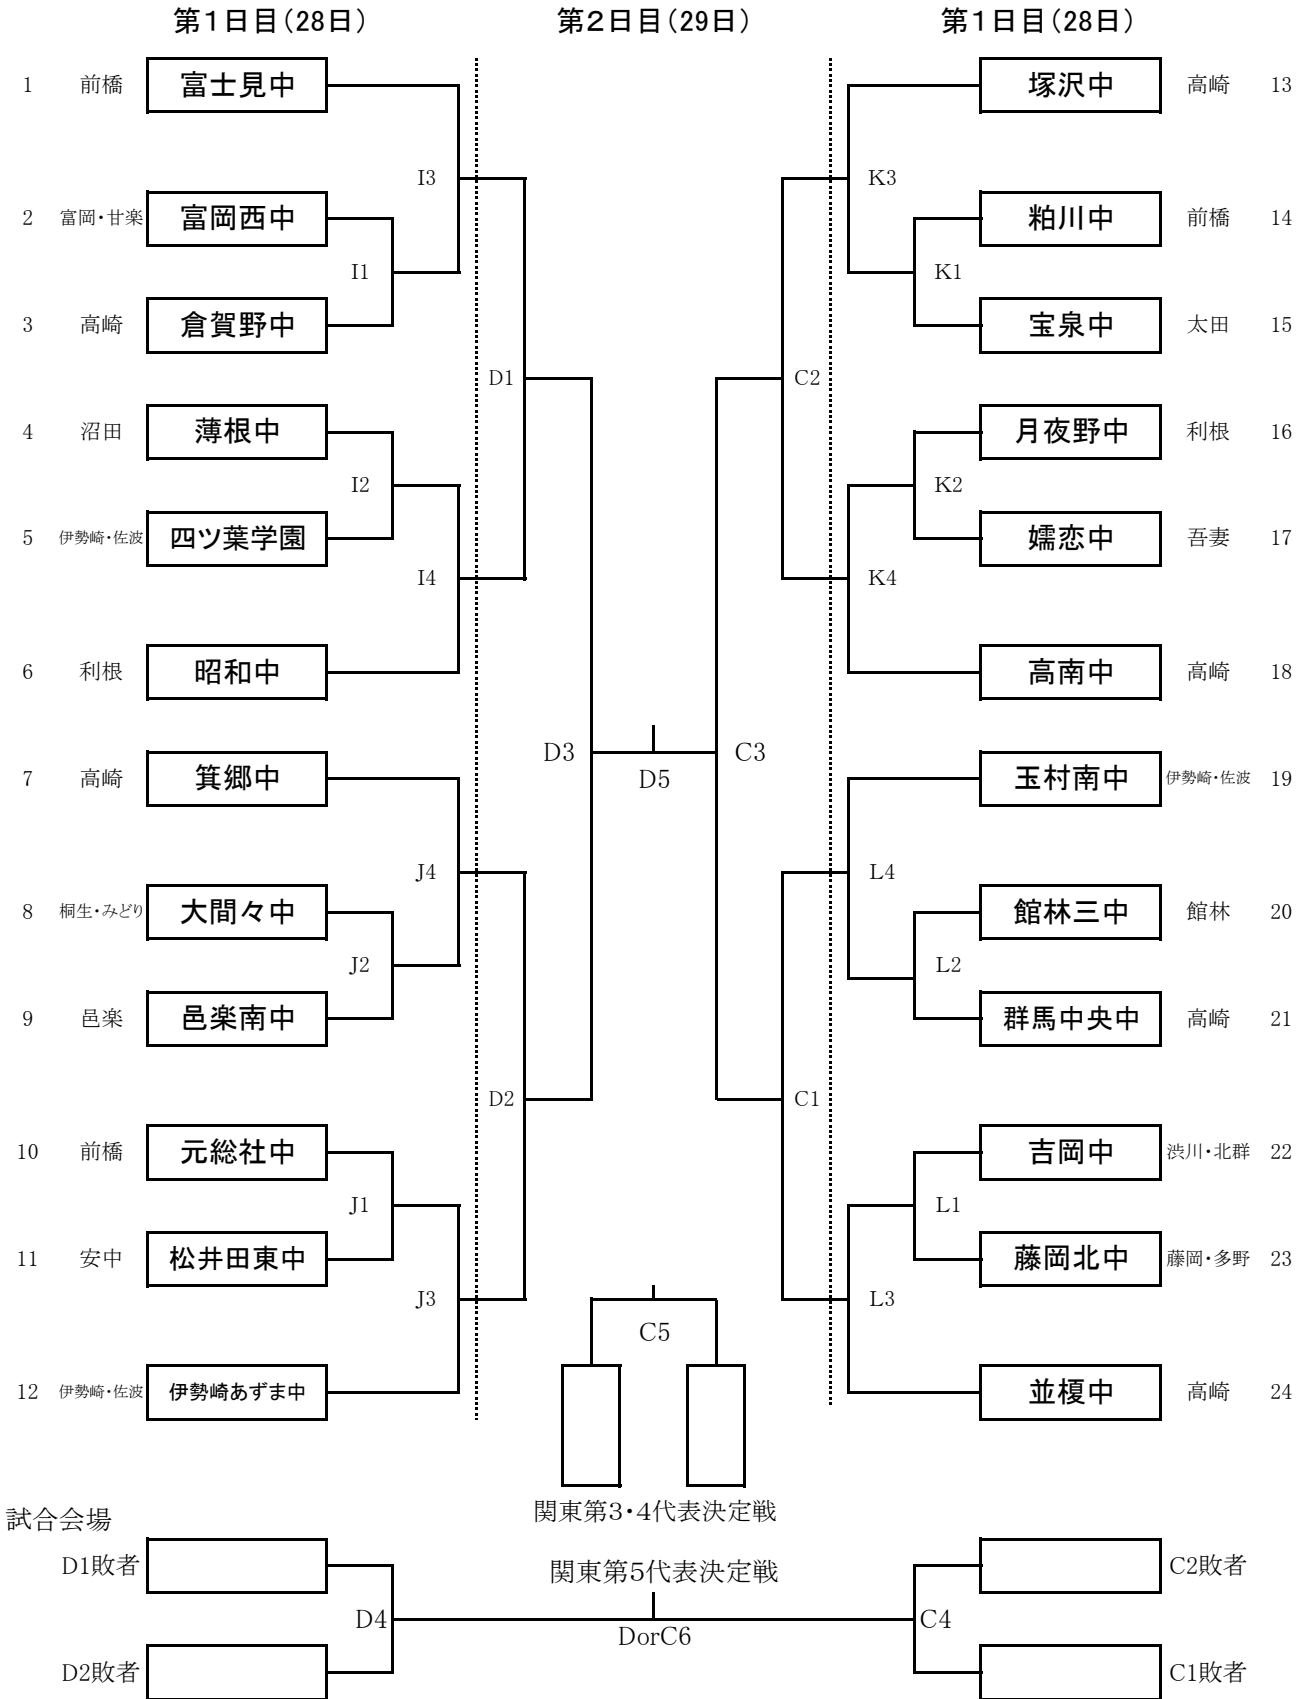 第１日目（28日） 第２日目（29日） 第１日目（28日）
1 前橋 富士見中 塚沢中 高崎 13
I3 K3
2 富岡・甘楽 富岡西中 粕川中 前橋 14
I1 K1
3 高崎 倉賀野中 宝泉中 太田 15
D1 C2
4 沼田 薄根中 月夜野中 利根 16
I2 K2
5 伊勢崎・佐波 四ツ葉学園 嬬恋中 吾妻 17
I4 K4
6 利根 昭和中 高南中 高崎 18
D3 D5 C3
7 高崎 箕郷中 玉村南中 伊勢崎・佐波 19
J4 L4
8 桐生・みどり 大間々中 館林三中 館林 20
J2 L2
9 邑楽 邑楽南中 群馬中央中 高崎 21
D2 C1
10 前橋 元総社中 吉岡中 渋川・北群 22
J1 L1
11 安中 松井田東中 藤岡北中 藤岡・多野 23
J3 L3
C5
12 伊勢崎・佐波 伊勢崎あずま中 並榎中 高崎 24
関東第3・4代表決定戦
試合会場
D1敗者 関東第5代表決定戦 C2敗者
D4 DorC6 C4
D2敗者 C1敗者